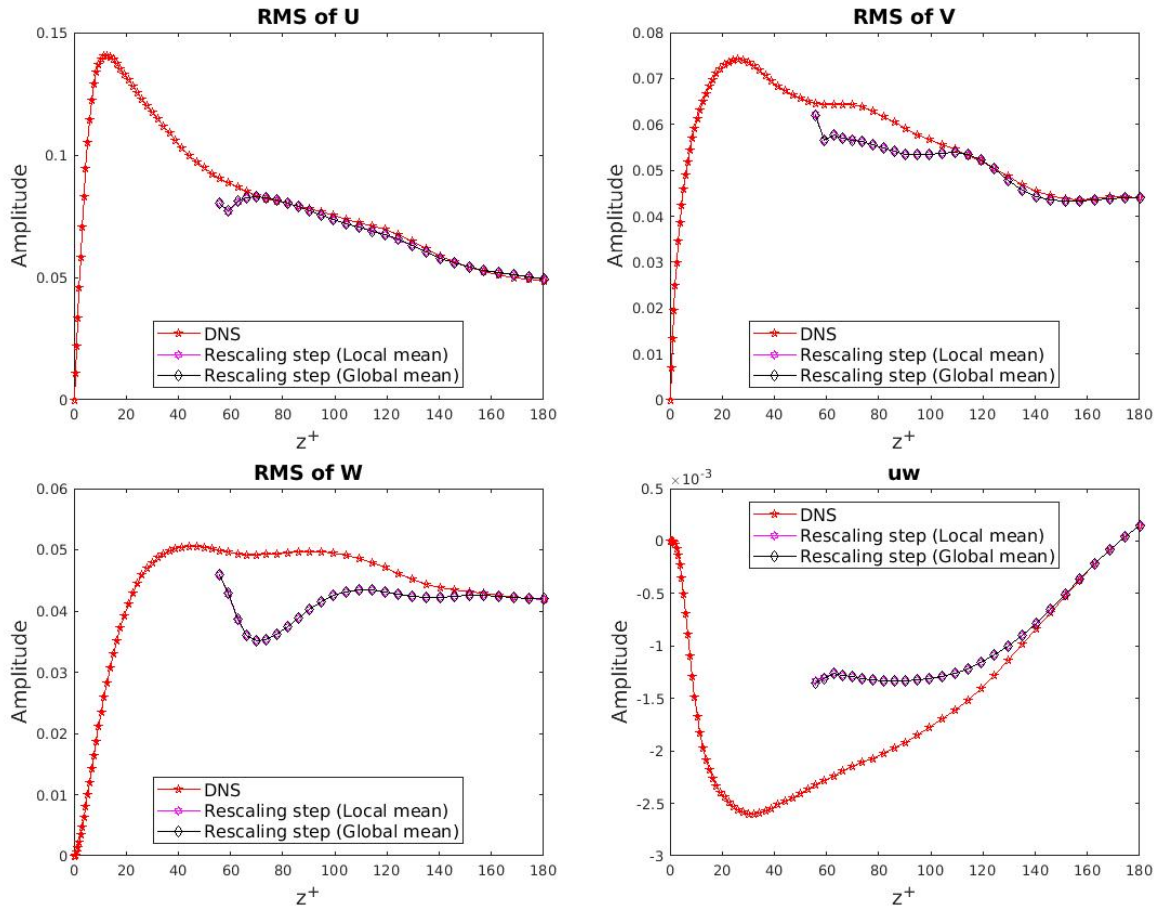 RMS of U
0.15
0.1
0.05
0
Amplitude
DNS
Rescaling step (Local mean)
Rescaling step (Global mean)
0 20 40 60 80 100 120 140 160 180
z+
RMS of V
0.08
0.07
0.06
0.05
0.04
0.03
0.02
0.01
0
Amplitude
DNS
Rescaling step (Local mean)
Rescaling step (Global mean)
0 20 40 60 80 100 120 140 160 180
z+
RMS of W
0.06
0.05
0.04
0.03
0.02
0.01
0
Amplitude
DNS
Rescaling step (Local mean)
Rescaling step (Global mean)
0 20 40 60 80 100 120 140 160 180
z+
uw
×10-3
0.5
0
-0.5
-1
-1.5
-2
-2.5
-3
Amplitude
DNS
Rescaling step (Local mean)
Rescaling step (Global mean)
0 20 40 60 80 100 120 140 160 180
z+